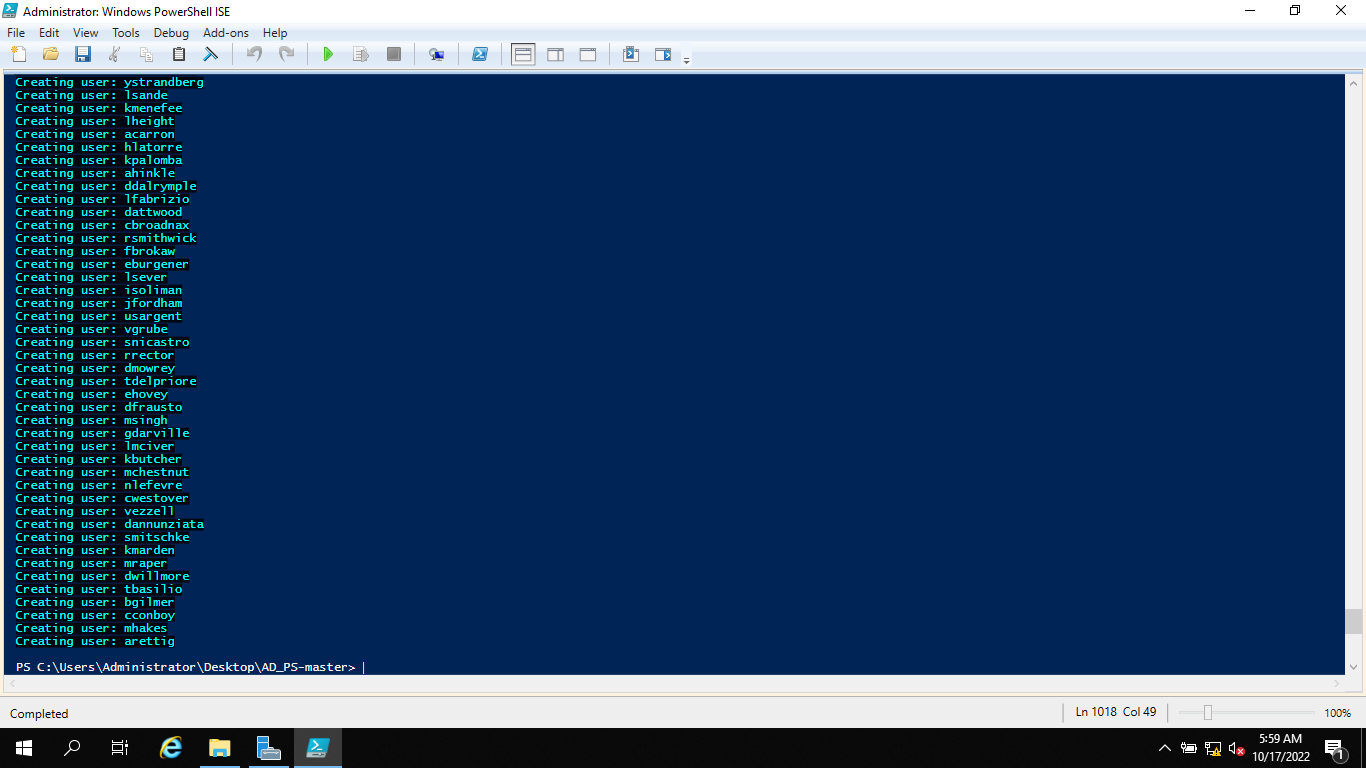 Administrator: Windows PowerShell ISE
File Edit View Tools Debug Add-ons Help
Creating user: ystrandberg
Creating user: lsande
Creating user: kmenefee
Creating user: lheight
Creating user: acarron
Creating user: hlatorre
Creating user: kpalomba
Creating user: ahinkle
Creating user: ddalrymple
Creating user: lfabrizio
Creating user: dattwood
Creating user: cbroadnax
Creating user: rsmithwick
Creating user: fbrokaw
Creating user: eburgener
Creating user: lsever
Creating user: isoliman
Creating user: jfordham
Creating user: usargent
Creating user: vgrube
Creating user: snicastro
Creating user: rrector
Creating user: dmowrey
Creating user: tdelpriore
Creating user: ehovey
Creating user: dfrausto
Creating user: msingh
Creating user: gdarville
Creating user: lmciver
Creating user: kbutcher
Creating user: mchestnut
Creating user: nlefevre
Creating user: cwestover
Creating user: vezzell
Creating user: dannunziata
Creating user: smitschke
Creating user: kmarden
Creating user: mraper
Creating user: dwillmore
Creating user: tbasilio
Creating user: bgilmer
Creating user: cconboy
Creating user: mhakes
Creating user: arettig
PS C:\Users\Administrator\Desktop\AD_PS-master>
Completed Ln 1018 Col 49 100%
5:59 AM
10/17/2022
1